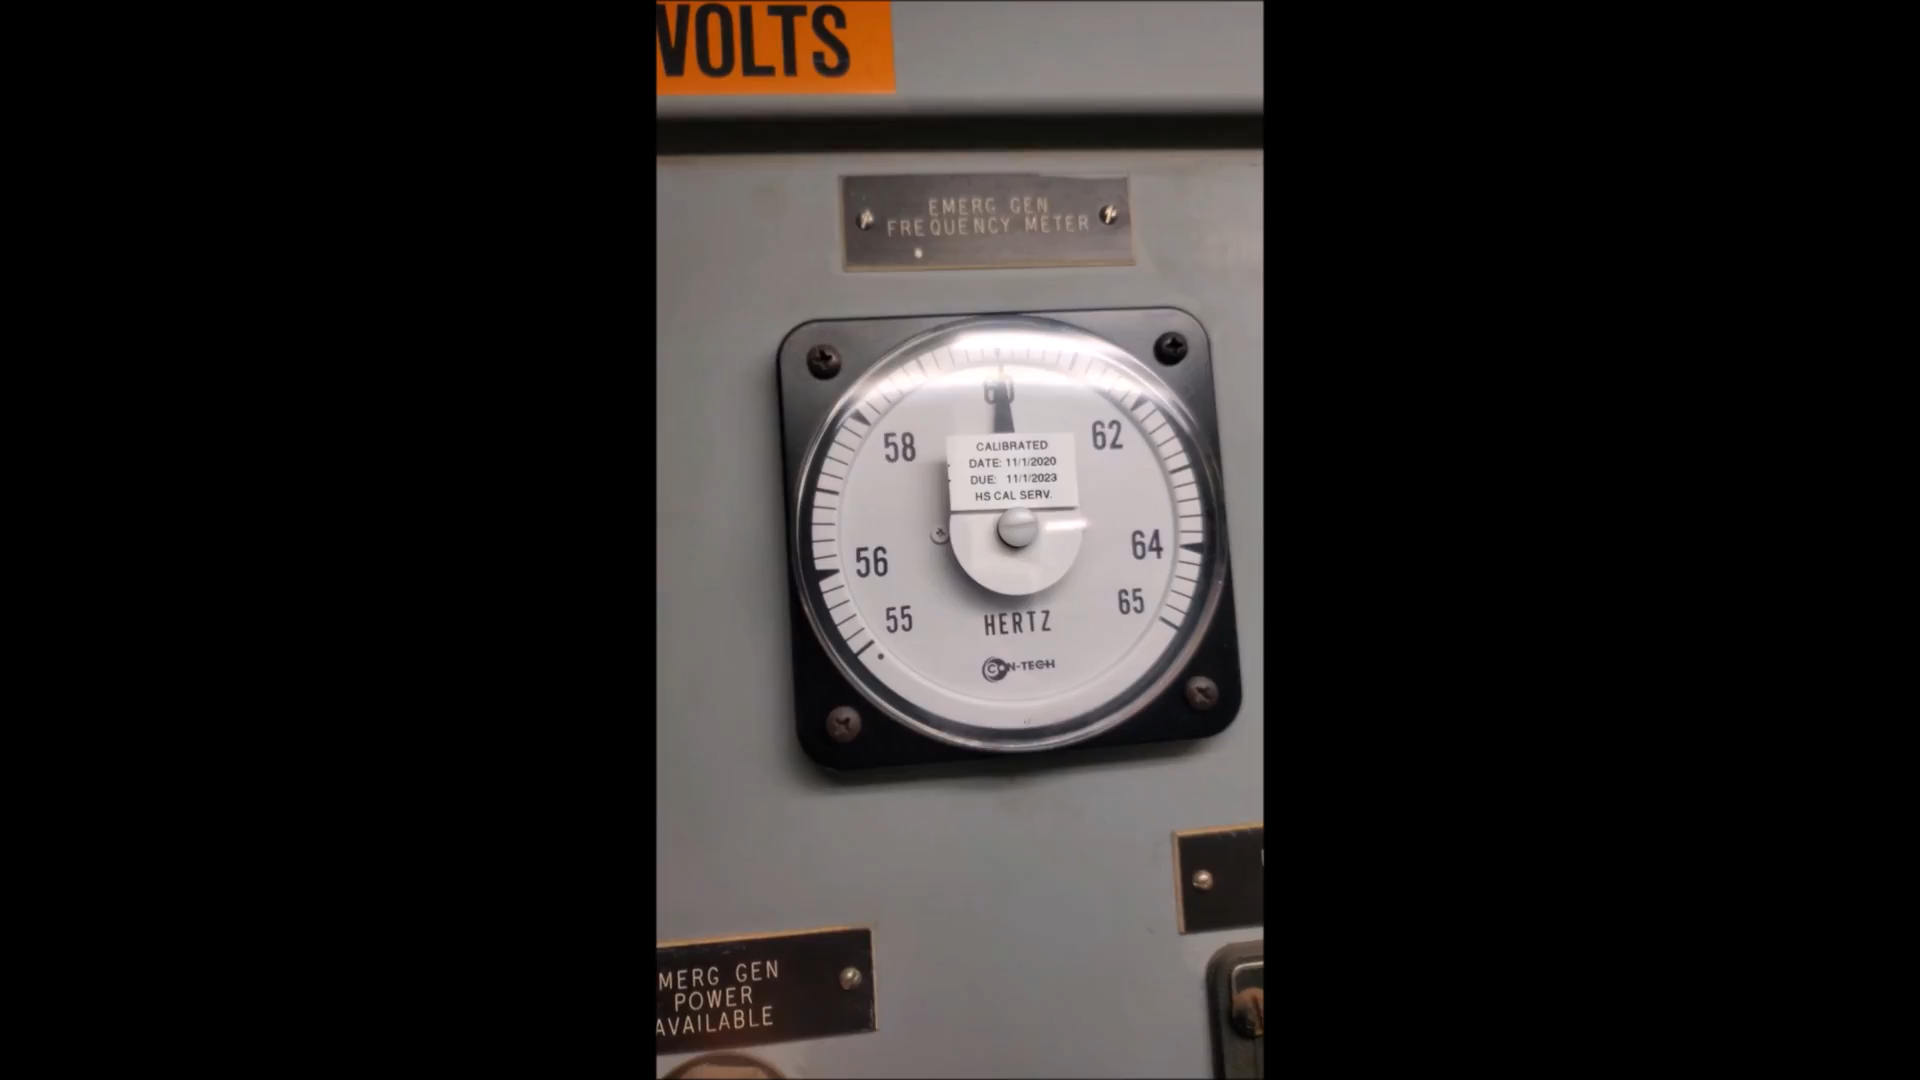 VOLTS
EMERG GEN
FREQUENCY METER
60
58
62
CALIBRATED
DATE: 11/1/2020
DUE: 11/1/2023
HS CAL SERV.
56
64
55
65
HERTZ
CON-TECH
MERG GEN
POWER
AVAILABLE